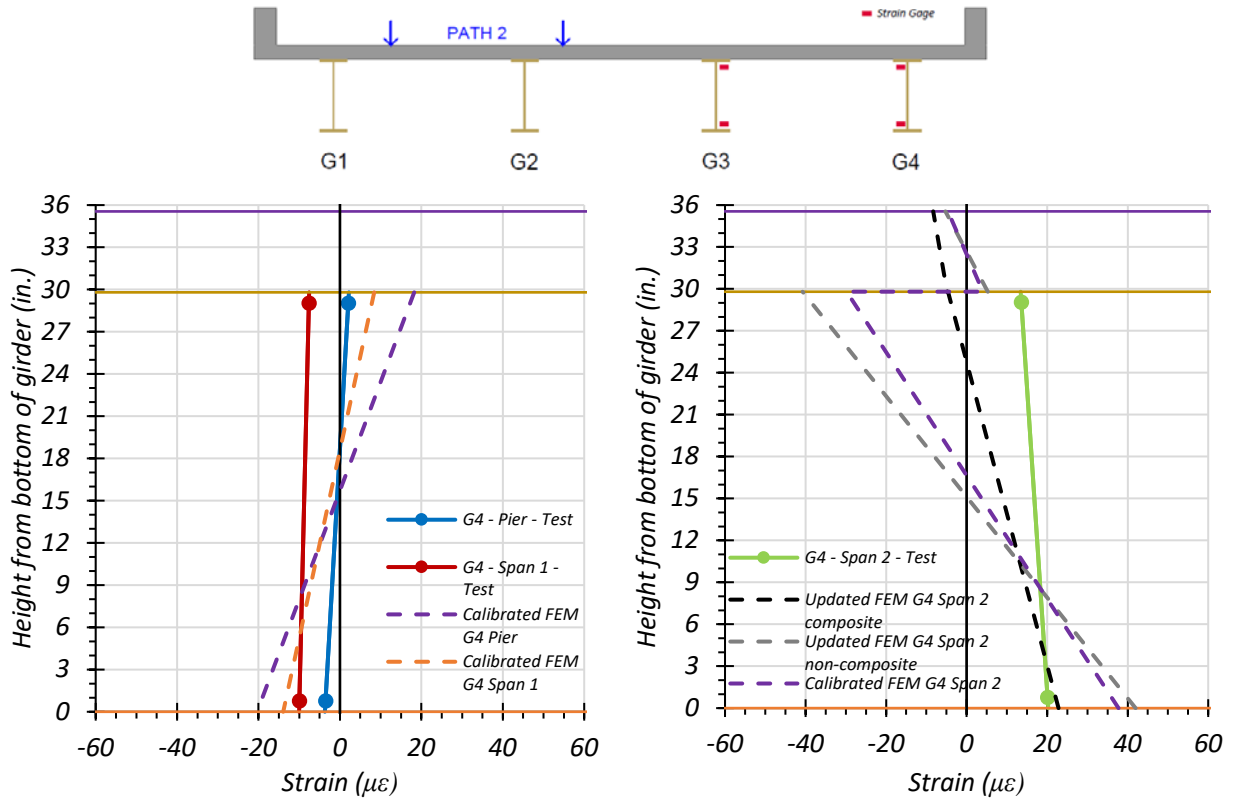 Strain Gage
PATH 2
G1
G2
G3
G4
36
33
30
27
24
21
18
15
12
9
6
3
0
Height from bottom of girder (in.)
-60
-40
-20
0
20
40
60
Strain (με)
G4 - Pier - Test
G4 - Span 1 -
Test
Calibrated FEM
G4 Pier
Calibrated FEM
G4 Span 1
36
33
30
27
24
21
18
15
12
9
6
3
0
Height from bottom of girder (in.)
-60
-40
-20
0
20
40
60
Strain (με)
G4 - Span 2 - Test
Updated FEM G4 Span 2
composite
Updated FEM G4 Span 2
non-composite
Calibrated FEM G4 Span 2